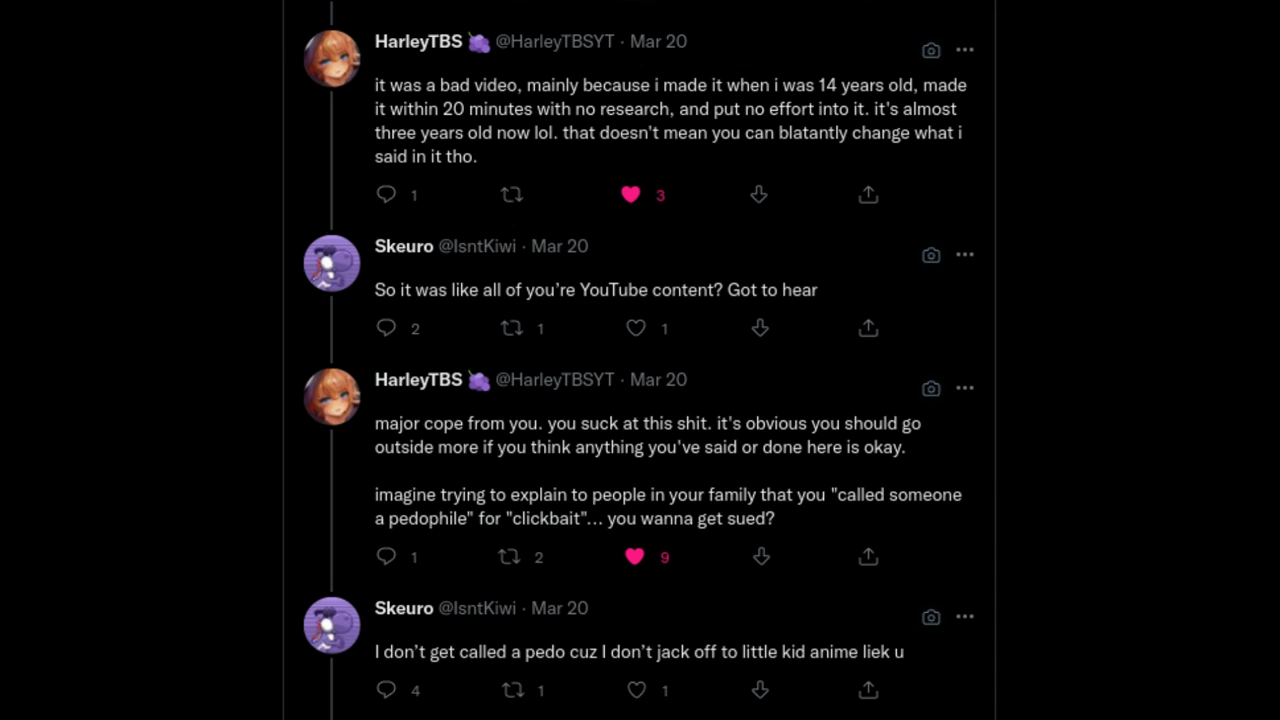 HarleyTBS 🍇 @HarleyTBSYT · Mar 20
it was a bad video, mainly because i made it when i was 14 years old, made
it within 20 minutes with no research, and put no effort into it. it's almost
three years old now lol. that doesn't mean you can blatantly change what i
said in it tho.
1 3
Skeuro @IsntKiwi · Mar 20
So it was like all of you’re YouTube content? Got to hear
2 1 1
HarleyTBS 🍇 @HarleyTBSYT · Mar 20
major cope from you. you suck at this shit. it's obvious you should go
outside more if you think anything you've said or done here is okay.
imagine trying to explain to people in your family that you "called someone
a pedophile" for "clickbait"... you wanna get sued?
1 2 9
Skeuro @IsntKiwi · Mar 20
I don’t get called a pedo cuz I don’t jack off to little kid anime liek u
4 1 1